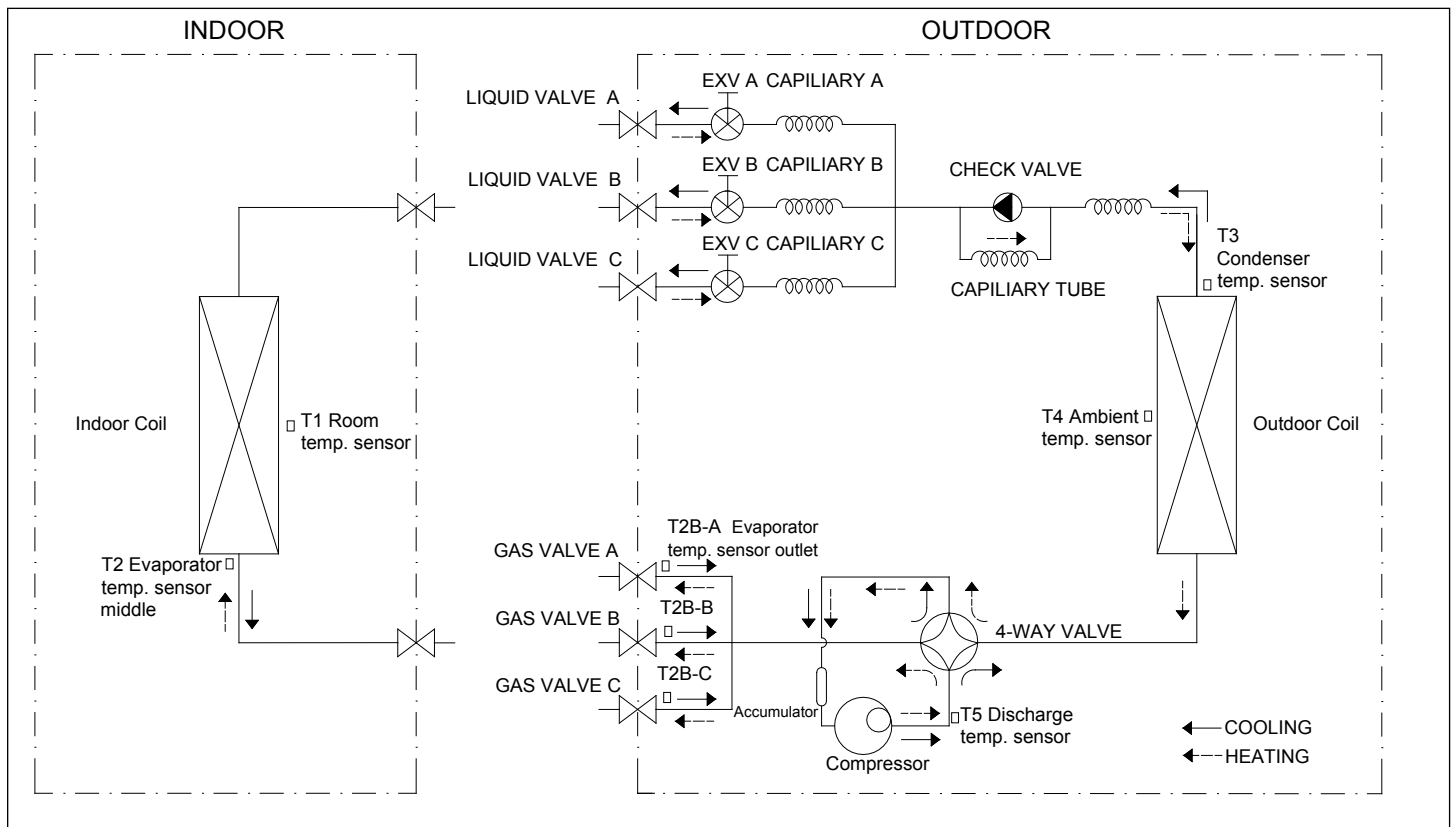 INDOOR
OUTDOOR
EXV A CAPILIARY A
LIQUID VALVE A
EXV B CAPILIARY B
LIQUID VALVE B
CHECK VALVE
EXV C CAPILIARY C
LIQUID VALVE C
T3
Condenser
temp. sensor
CAPILIARY TUBE
Indoor Coil
T1 Room
temp. sensor
T4 Ambient
temp. sensor
Outdoor Coil
T2 Evaporator
temp. sensor
middle
T2B-A Evaporator
temp. sensor outlet
GAS VALVE A
T2B-B
GAS VALVE B
4-WAY VALVE
T2B-C
GAS VALVE C
Accumulator
T5 Discharge
temp. sensor
Compressor
COOLING
HEATING